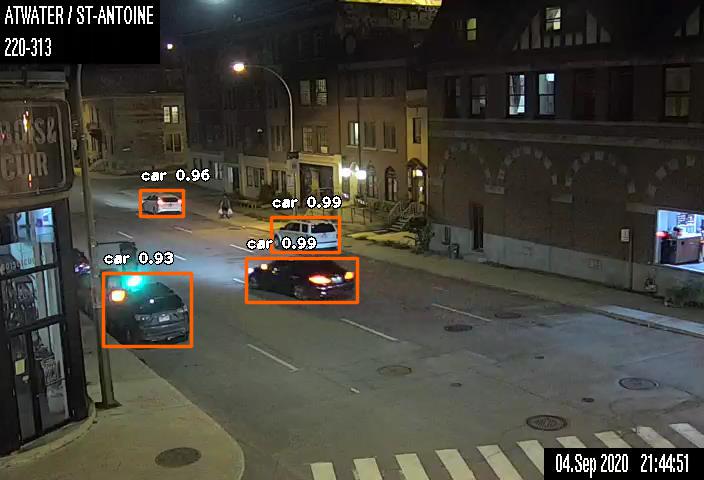 ATWATER / ST-ANTOINE
220-313
car 0.96
car 0.99
car 0.99
car 0.93
CUIR
04.Sep 2020 21:44:51